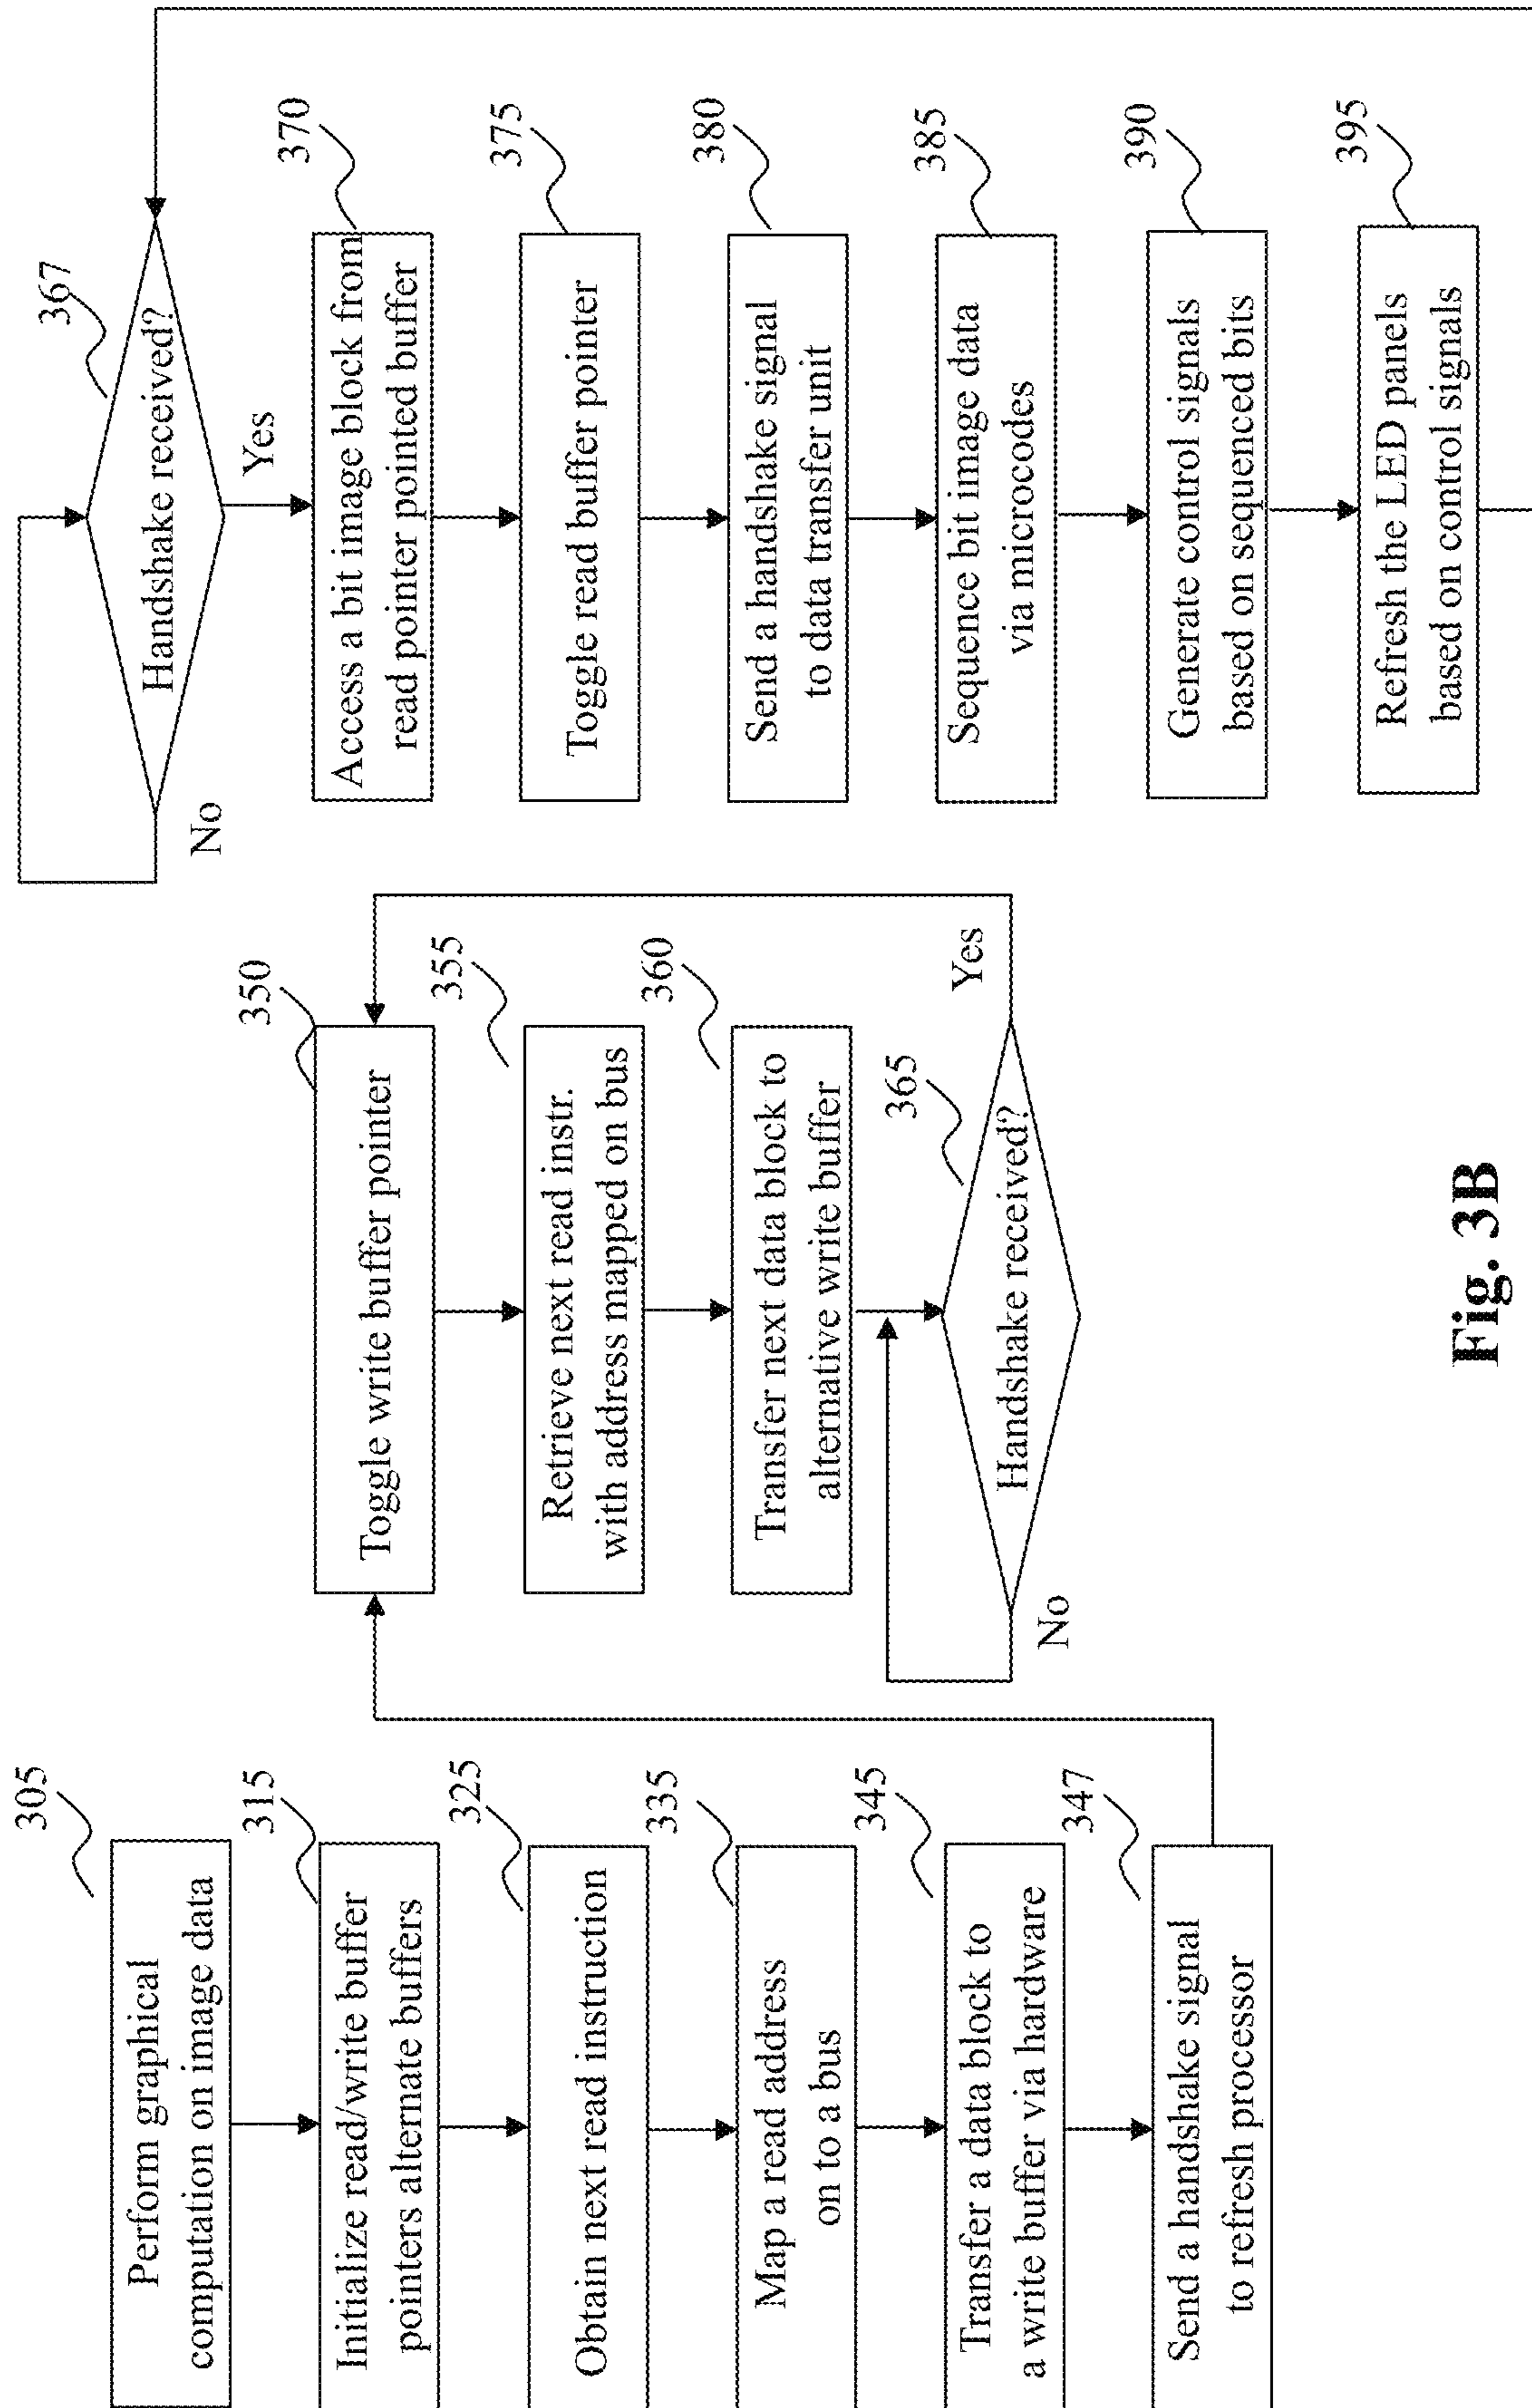 305
Perform graphical
computation on image data
315
Initialize read/write buffer
pointers alternate buffers
325
Obtain next read instruction
335
Map a read address
on to a bus
345
Transfer a data block to
a write buffer via hardware
347
Send a handshake signal
to refresh processor
350
Toggle write buffer pointer
355
Retrieve next read instr.
with address mapped on bus
360
Transfer next data block to
alternative write buffer
365
Handshake received?
Yes
No
367
Handshake received?
No
Yes
370
Access a bit image block from
read pointer pointed buffer
375
Toggle read buffer pointer
380
Send a handshake signal
to data transfer unit
385
Sequence bit image data
via microcodes
390
Generate control signals
based on sequenced bits
395
Refresh the LED panels
based on control signals
Fig. 3B